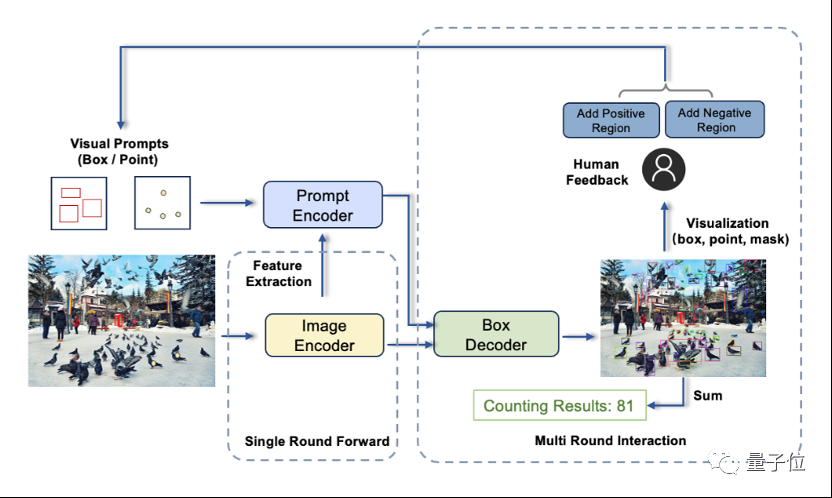 Visual Prompts
(Box / Point)
Prompt
Encoder
Feature
Extraction
Image
Encoder
Single Round Forward
Add Positive
Region
Add Negative
Region
Human
Feedback
Visualization
(box, point, mask)
Box
Decoder
Sum
Counting Results: 81
Multi Round Interaction
量子位